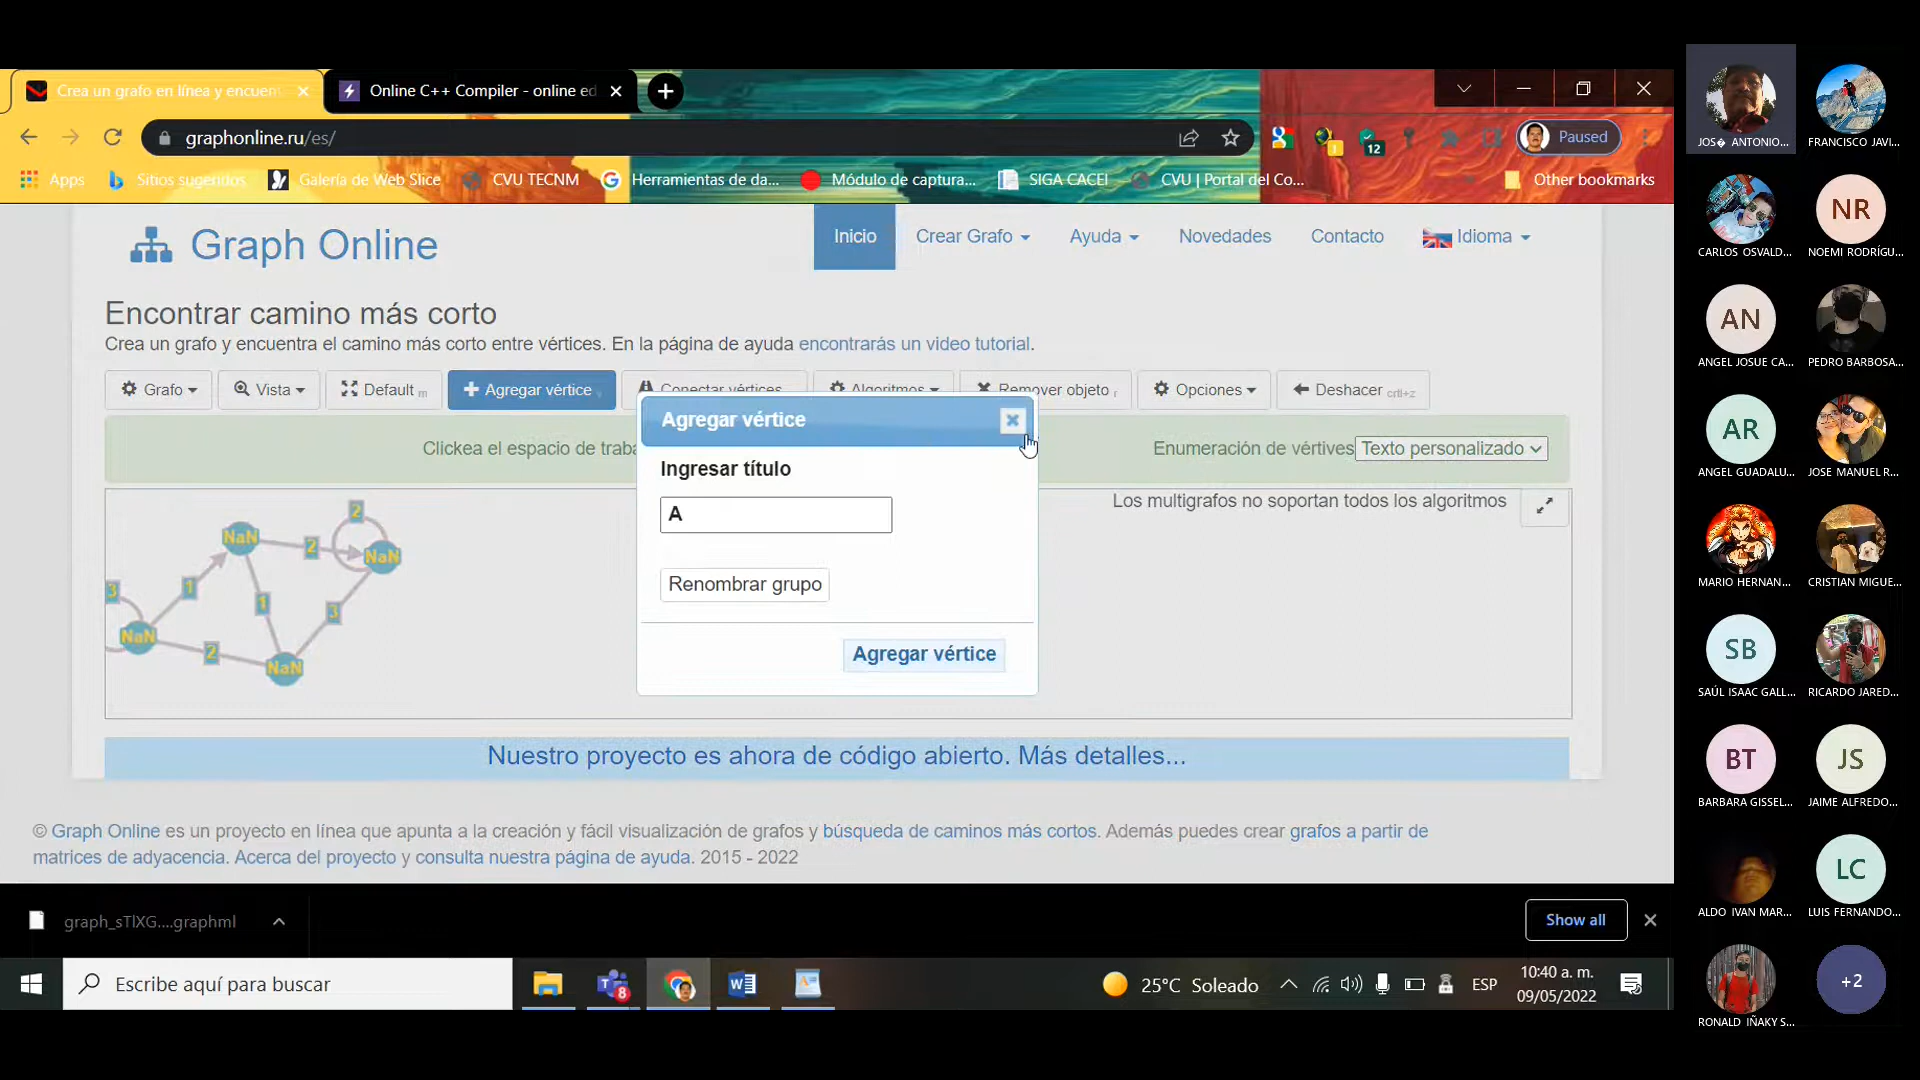 Crea un grafo en línea y encuen
Online C++ Compiler - online ed
graphonline.ru/es/
1
12
Paused
Apps
Sitios sugeridos
Galería de Web Slice
CVU TECNM
Herramientas de da...
Módulo de captura...
SIGA CACEI
CVU | Portal del Co...
Other bookmarks
Graph Online
Inicio
Crear Grafo
Ayuda
Novedades
Contacto
Idioma
Encontrar camino más corto
Crea un grafo y encuentra el camino más corto entre vértices. En la página de ayuda encontrarás un video tutorial.
Grafo
Vista
Default m
Agregar vértice
Conectar vértices
Algoritmos
Remover objeto r
Opciones
Deshacer crtl+z
Clickea el espacio de traba
Enumeración de vértives
Texto personalizado
Los multigrafos no soportan todos los algoritmos
Agregar vértice
Ingresar título
A
Renombrar grupo
Agregar vértice
2
NaN
2
NaN
3
1
1
3
NaN
2
NaN
Nuestro proyecto es ahora de código abierto. Más detalles...
© Graph Online es un proyecto en línea que apunta a la creación y fácil visualización de grafos y búsqueda de caminos más cortos. Además puedes crear grafos a partir de
matrices de adyacencia. Acerca del proyecto y consulta nuestra página de ayuda. 2015 - 2022
graph_sTlXG....graphml
Show all
Escribe aquí para buscar
8
25°C Soleado
ESP
10:40 a. m.
09/05/2022
JOS� ANTONIO...
FRANCISCO JAVI...
CARLOS OSVALD...
NR
NOEMI RODRÍGU...
AN
ANGEL JOSUE CA...
PEDRO BARBOSA...
AR
ANGEL GUADALU...
JOSE MANUEL R...
MARIO HERNAN...
CRISTIAN MIGUE...
SB
SAÚL ISAAC GALL...
RICARDO JARED...
BT
BARBARA GISSEL...
JS
JAIME ALFREDO...
ALDO IVAN MAR...
LC
LUIS FERNANDO...
RONALD IÑAKY S...
+2